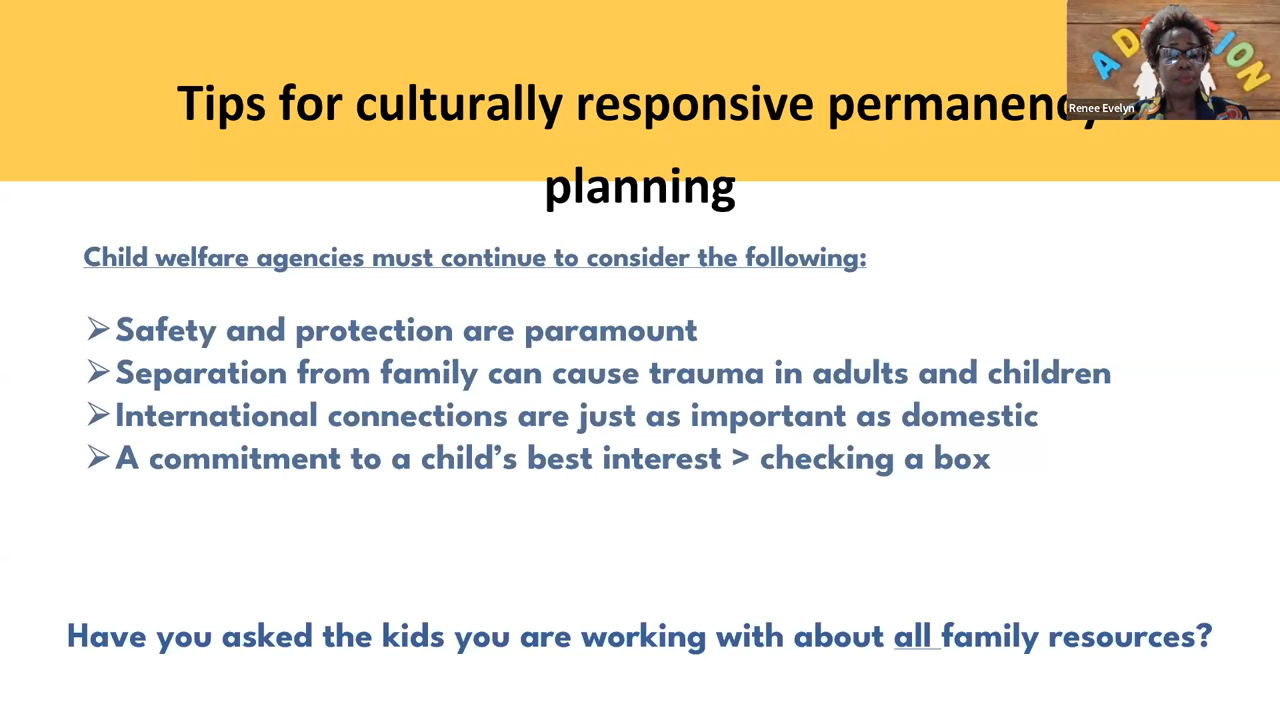 Tips for culturally responsive permanency
planning
Renee Evelyn
Child welfare agencies must continue to consider the following:
➢Safety and protection are paramount
➢Separation from family can cause trauma in adults and children
➢International connections are just as important as domestic
➢A commitment to a child’s best interest > checking a box
Have you asked the kids you are working with about all family resources?